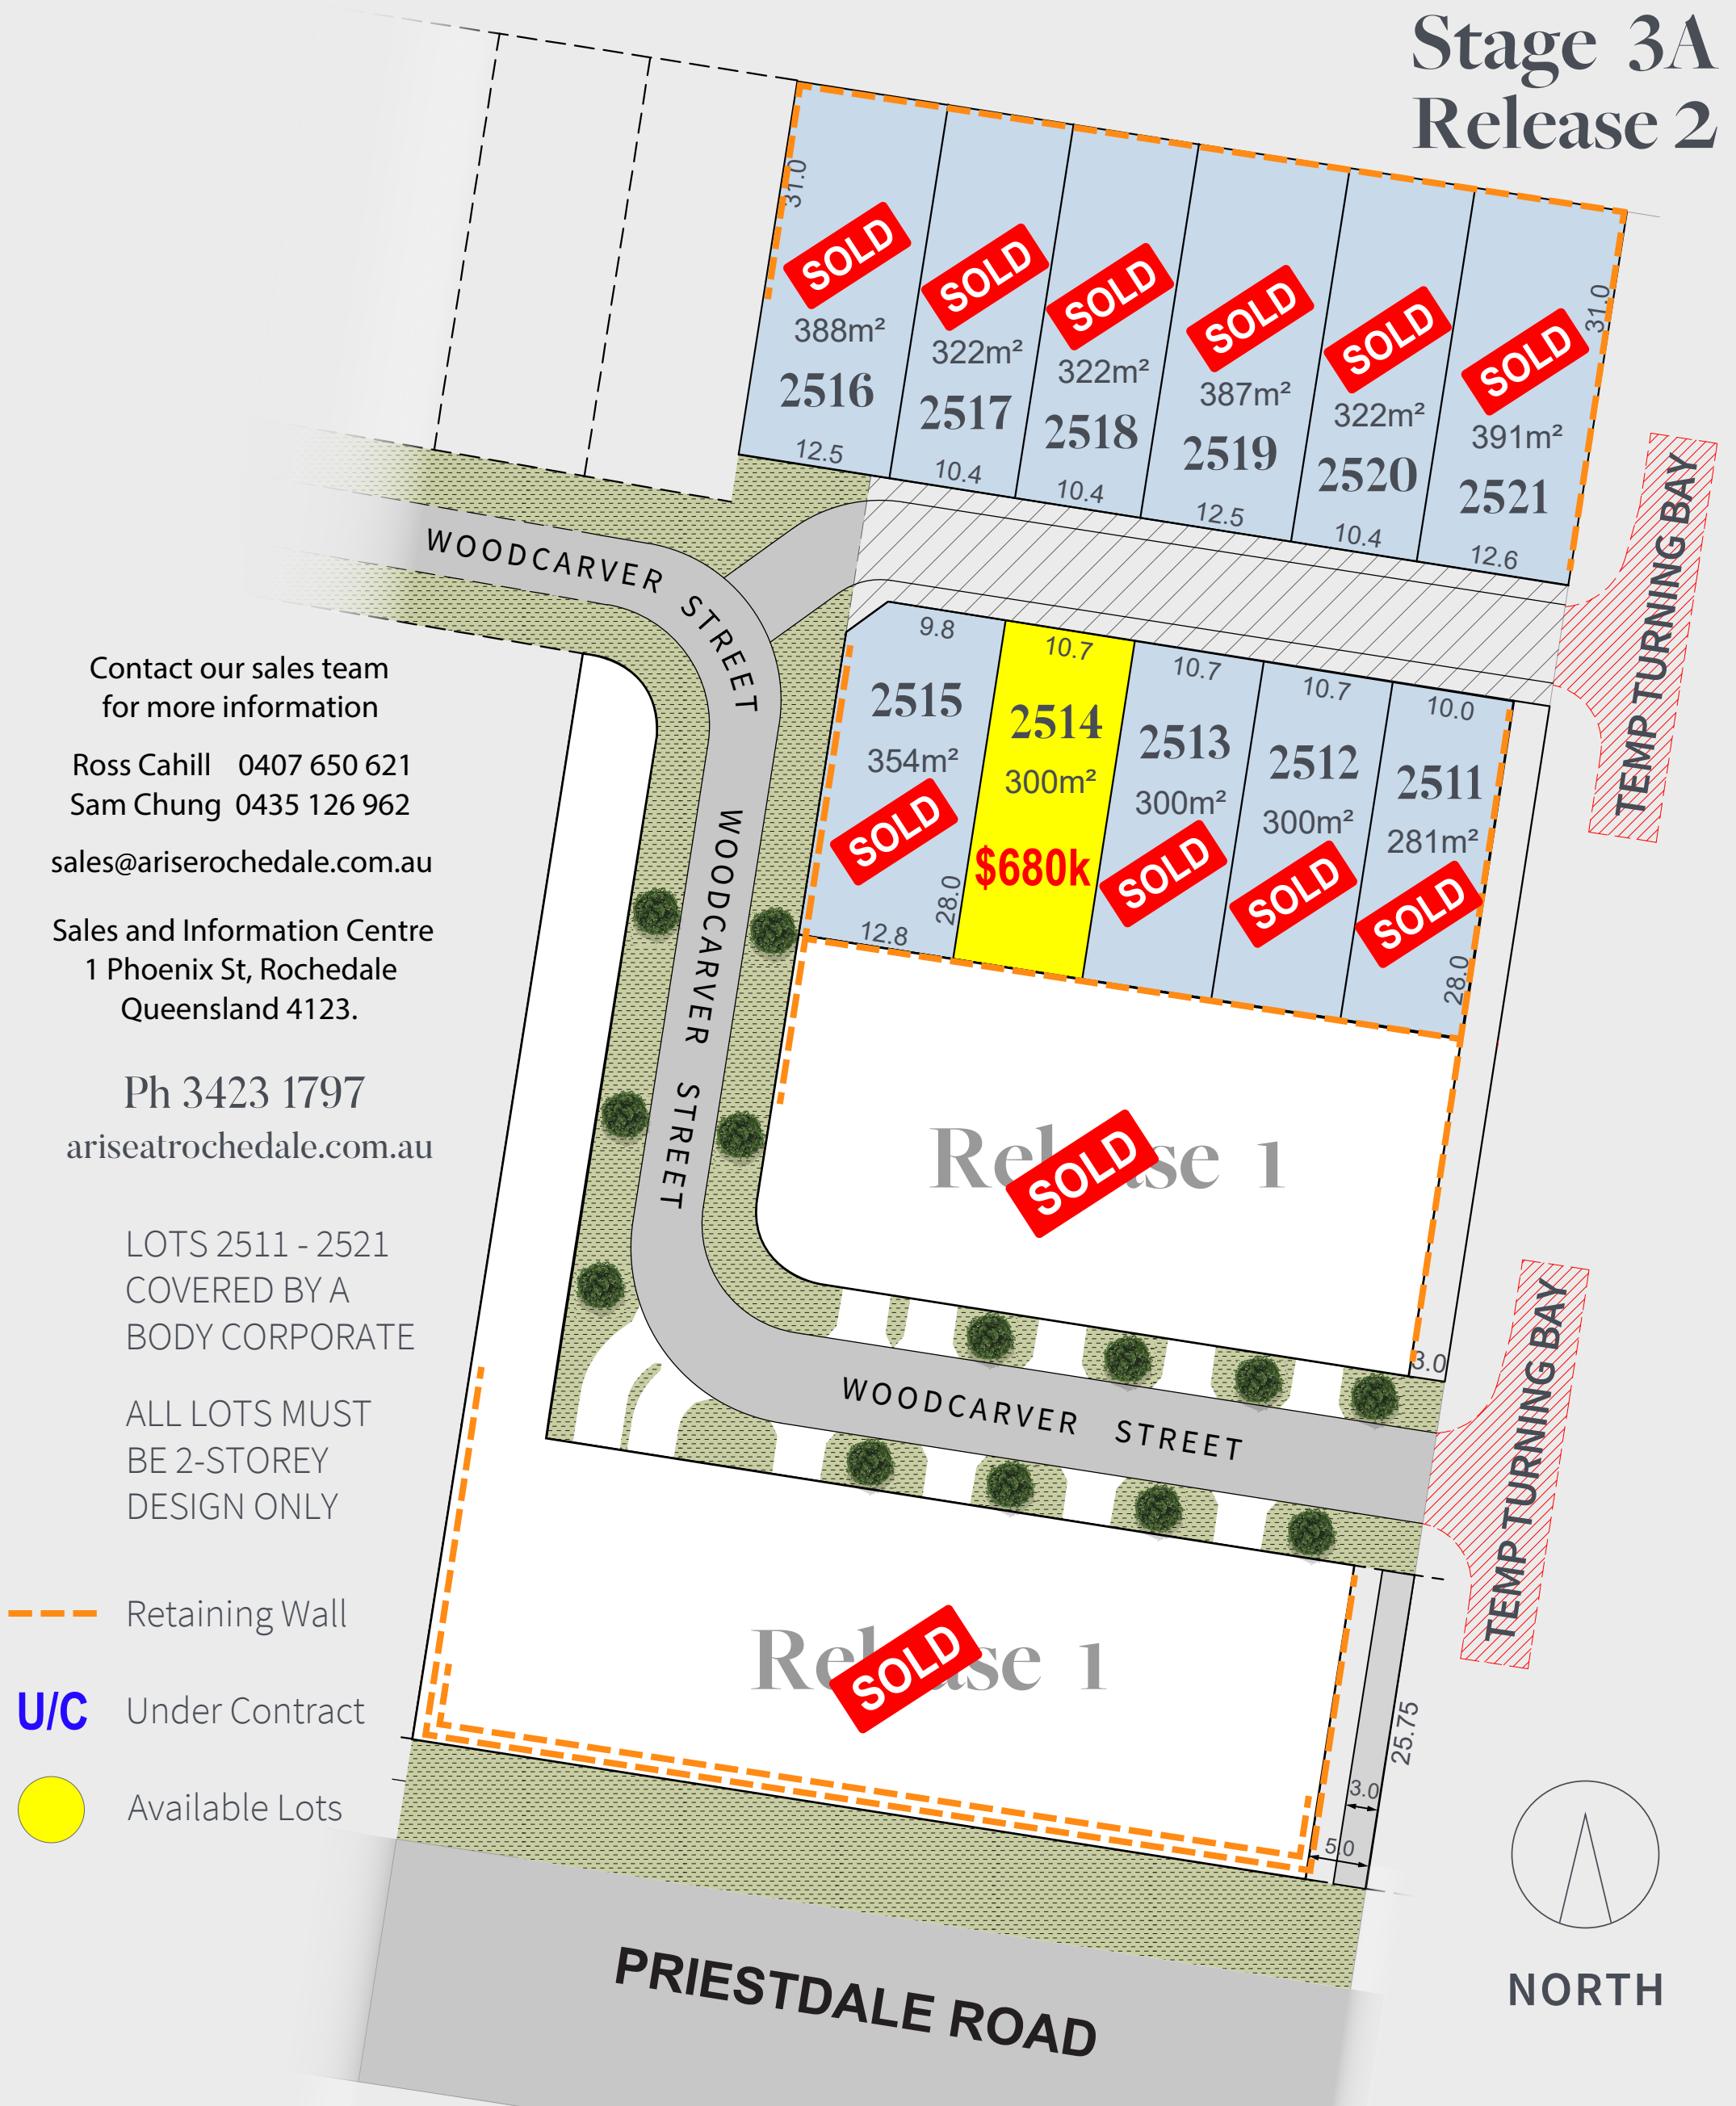 Stage 3A
Release 2
31.0
SOLD
388m²
2516
12.5
SOLD
322m²
2517
10.4
SOLD
322m²
2518
10.4
SOLD
387m²
2519
12.5
SOLD
322m²
2520
10.4
SOLD
391m²
2521
12.6
31.0
TEMP TURNING BAY
WOODCARVER STREET
9.8
2515
354m²
SOLD
12.8
28.0
10.7
2514
300m²
$680k
10.7
2513
300m²
SOLD
10.7
2512
300m²
SOLD
10.0
2511
281m²
SOLD
28.0
WOODCARVER STREET
Contact our sales team
for more information
Ross Cahill 0407 650 621
Sam Chung 0435 126 962
sales@ariserochedale.com.au
Sales and Information Centre
1 Phoenix St, Rochedale
Queensland 4123.
Ph 3423 1797
ariseatrochedale.com.au
LOTS 2511 - 2521
COVERED BY A
BODY CORPORATE
ALL LOTS MUST
BE 2-STOREY
DESIGN ONLY
Retaining Wall
U/C Under Contract
Available Lots
Release 1
SOLD
3.0
WOODCARVER STREET
TEMP TURNING BAY
Release 1
SOLD
25.75
3.0
5.0
PRIESTDALE ROAD
NORTH